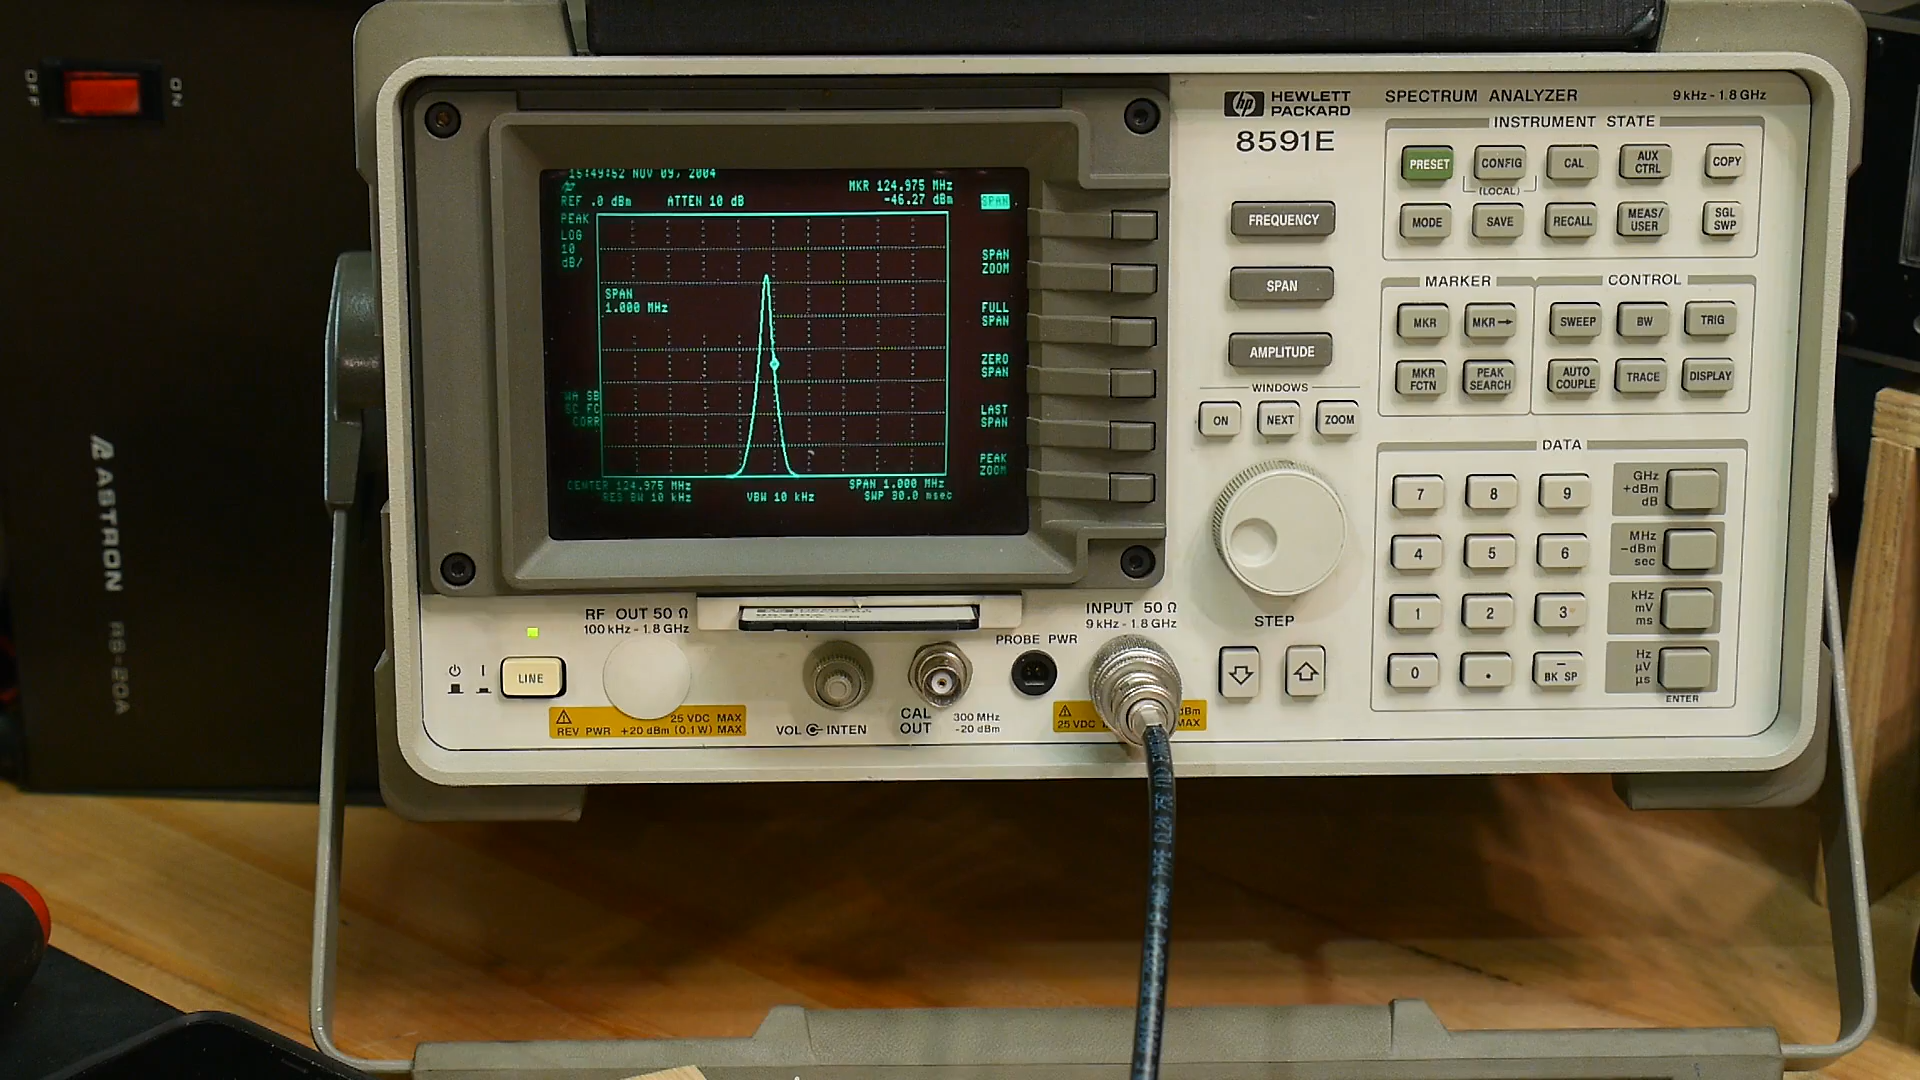 OFF
ON
ASTRON RS-20A
15:49:52 NOV 09, 2004
MKR 124.975 MHz
REF .0 dBm ATTEN 10 dB -46.27 dBm
PEAK
LOG
10
dB/
SPAN
1.000 MHz
WA SB
SC FC
CORR
CENTER 124.975 MHz SPAN 1.000 MHz
RES BW 10 kHz VBW 10 kHz SWP 30.0 msec
SPAN
SPAN
ZOOM
FULL
SPAN
ZERO
SPAN
LAST
SPAN
PEAK
ZOOM
hp HEWLETT
PACKARD
8591E
SPECTRUM ANALYZER 9 kHz - 1.8 GHz
INSTRUMENT STATE
PRESET CONFIG CAL AUX
CTRL COPY
(LOCAL)
MODE SAVE RECALL MEAS/
USER SGL
SWP
FREQUENCY
SPAN
AMPLITUDE
WINDOWS
ON NEXT ZOOM
MARKER
MKR MKR→
MKR
FCTN PEAK
SEARCH
CONTROL
SWEEP BW TRIG
AUTO
COUPLE TRACE DISPLAY
DATA
7 8 9 GHz
+dBm
dB
4 5 6 MHz
-dBm
sec
1 2 3 kHz
mV
ms
0 . –
BK SP Hz
µV
µs
ENTER
STEP
RF OUT 50 Ω
100 kHz - 1.8 GHz
LINE
25 VDC MAX
REV PWR +20 dBm (0.1 W) MAX
VOL INTEN
CAL
OUT
300 MHz
-20 dBm
PROBE PWR
INPUT 50 Ω
9 kHz - 1.8 GHz
dBm
25 VDC MAX